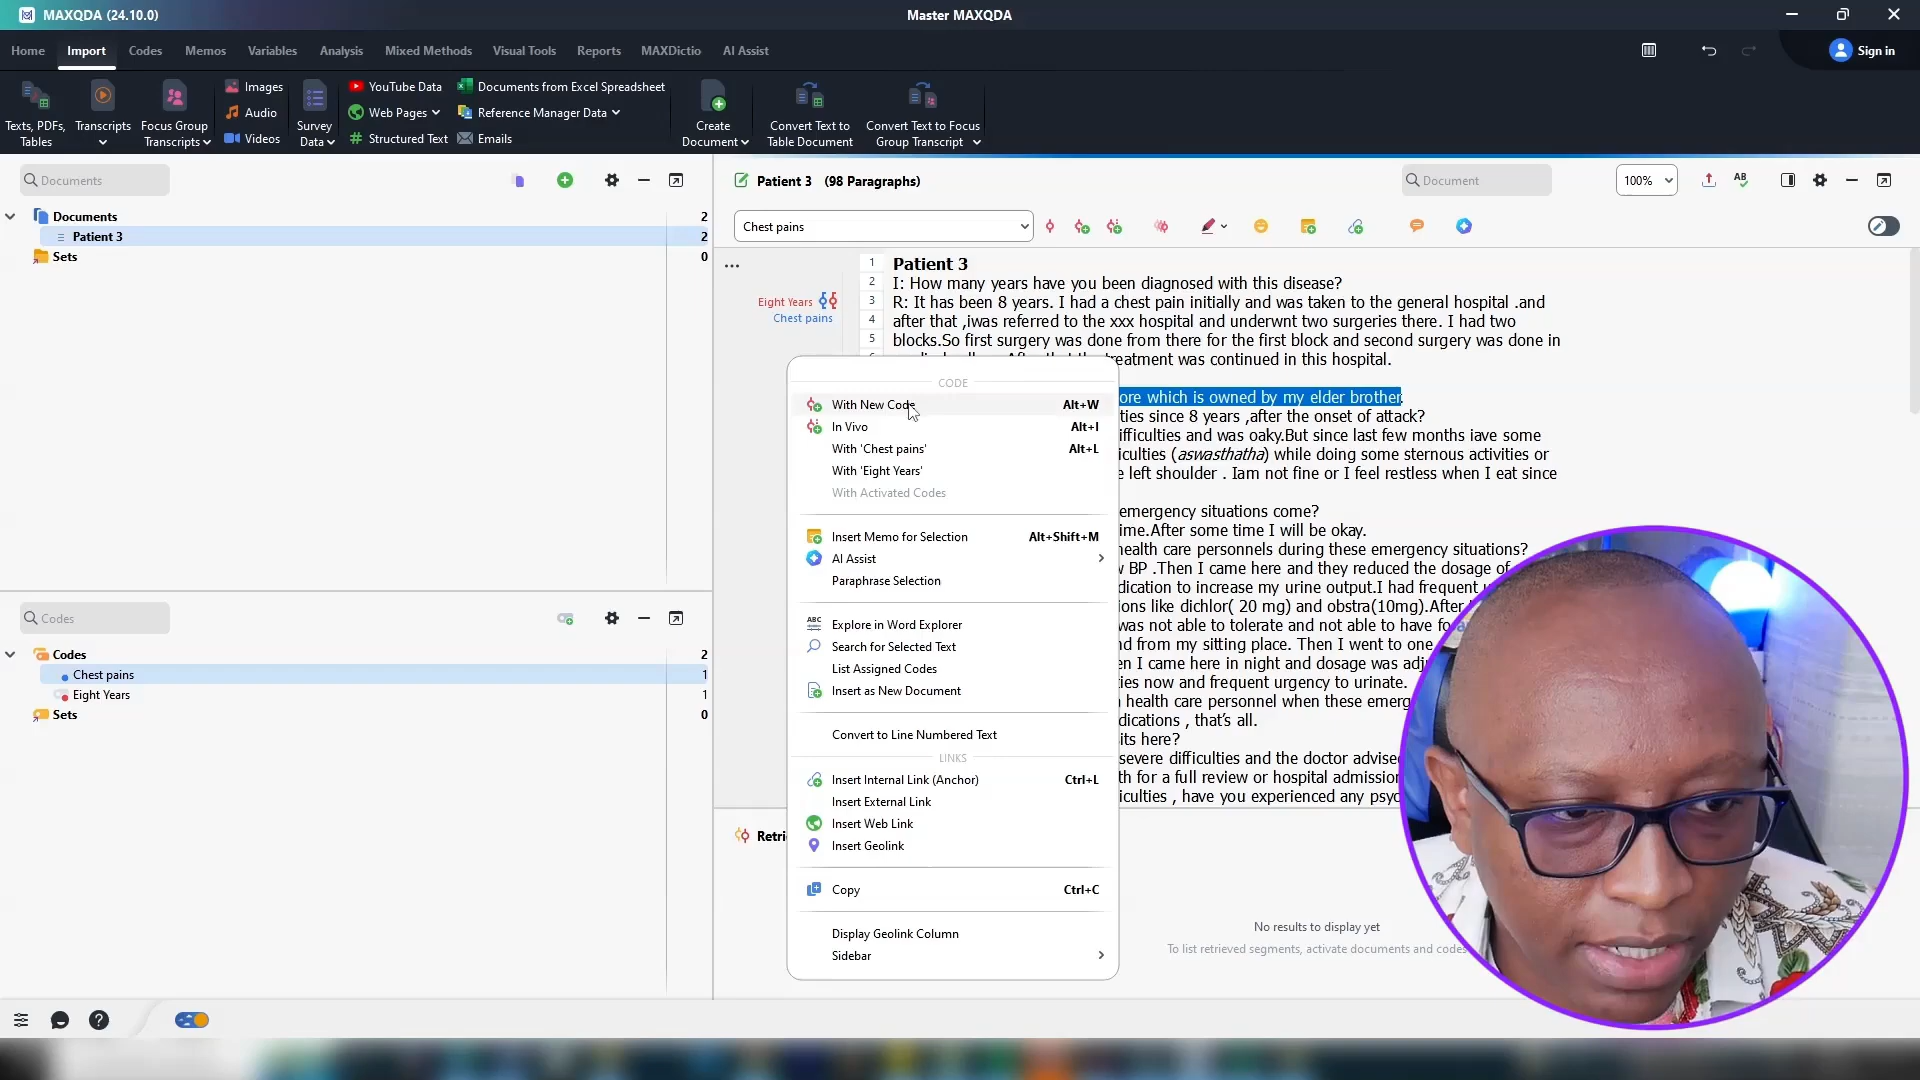 MAXQDA (24.10.0)
Master MAXQDA
Home Import Codes Memos Variables Analysis Mixed Methods Visual Tools Reports MAXDictio AI Assist
Sign in
Texts, PDFs, Tables
Transcripts
Focus Group Transcripts
Images
Audio
Videos
Survey Data
YouTube Data
Web Pages
Structured Text
Documents from Excel Spreadsheet
Reference Manager Data
Emails
Create Document
Convert Text to Table Document
Convert Text to Focus Group Transcript
Documents
Documents 2
Patient 3 2
Sets 0
Codes
Codes 2
Chest pains 1
Eight Years 1
Sets 0
Patient 3 (98 Paragraphs)
Document
100%
Chest pains
Eight Years
Chest pains
1 Patient 3
2 I: How many years have you been diagnosed with this disease?
3 R: It has been 8 years. I had a chest pain initially and was taken to the general hospital .and
4 after that ,iwas referred to the xxx hospital and underwnt two surgeries there. I had two
5 blocks.So first surgery was done from there for the first block and second surgery was done in
treatment was continued in this hospital.
ore which is owned by my elder brother.
ties since 8 years ,after the onset of attack?
ifficulties and was oaky.But since last few months iave some
iculties (aswasthatha) while doing some sternous activities or
e left shoulder . Iam not fine or I feel restless when I eat since
emergency situations come?
ime.After some time I will be okay.
health care personnels during these emergency situations?
BP .Then I came here and they reduced the dosage of
dication to increase my urine output.I had frequent
ions like dichlor( 20 mg) and obstra(10mg).After
was not able to tolerate and not able to have
nd from my sitting place. Then I went to one
en I came here in night and dosage was
ties now and frequent urgency to urinate.
health care personnel when these
dications , that's all.
its here?
severe difficulties and the doctor
th for a full review or hospital
iculties , have you experienced any
CODE
With New Code Alt+W
In Vivo Alt+I
With 'Chest pains' Alt+L
With 'Eight Years'
With Activated Codes
Insert Memo for Selection Alt+Shift+M
AI Assist
Paraphrase Selection
Explore in Word Explorer
Search for Selected Text
List Assigned Codes
Insert as New Document
Convert to Line Numbered Text
LINKS
Insert Internal Link (Anchor) Ctrl+L
Insert External Link
Insert Web Link
Insert Geolink
Copy Ctrl+C
Display Geolink Column
Sidebar
Retri
No results to display yet
To list retrieved segments, activate documents and codes